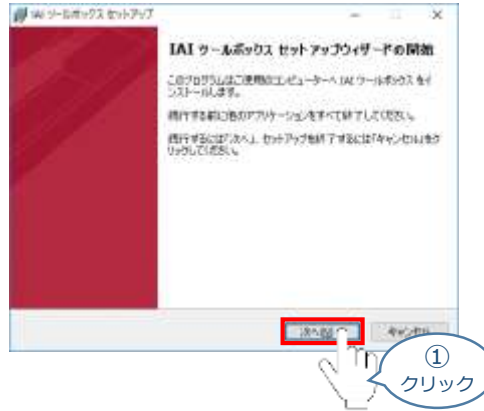 IAI ツールボックス セットアップ
IAI ツールボックス セットアップウィザードの開始
このプログラムはご使用のコンピューターへ IAI ツールボックス をイ
ンストールします。
続行する前に他のアプリケーションをすべて終了してください。
続行するには「次へ」、セットアップを終了するには「キャンセル」をク
リックしてください。
次へ(N)
キャンセル
①
クリック